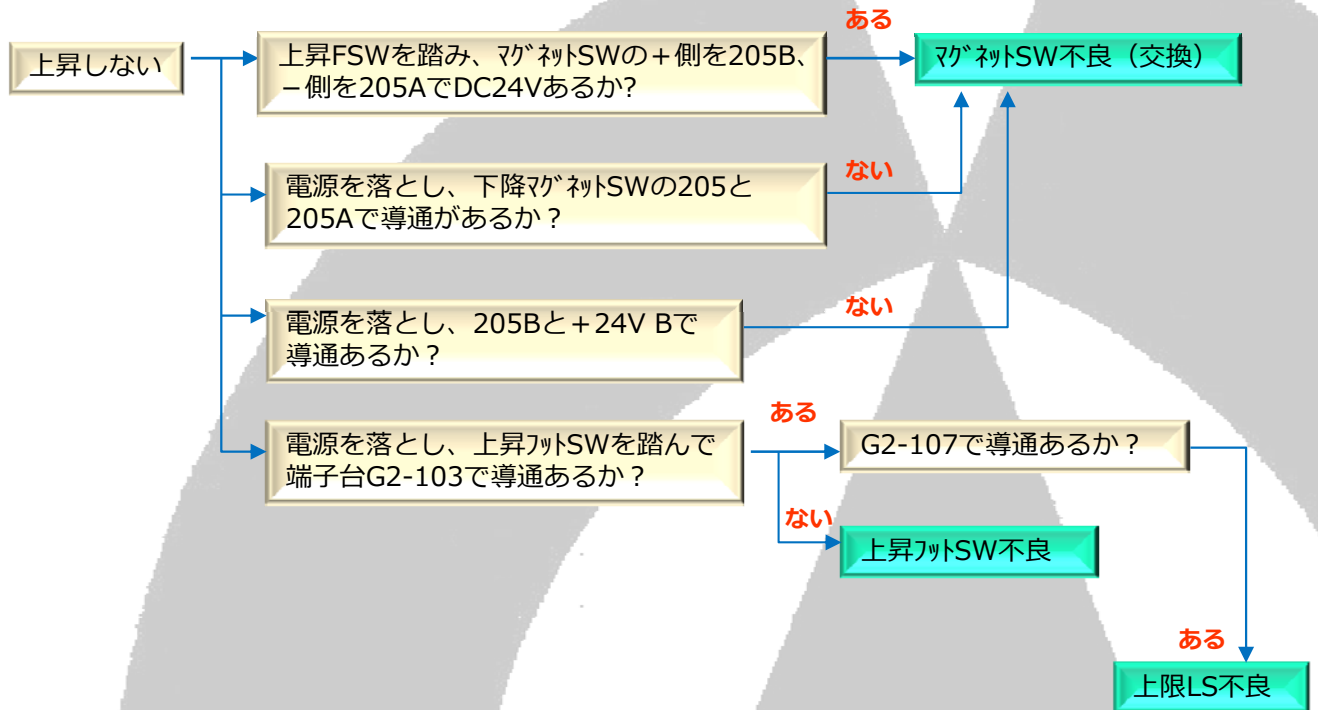 上昇しない
上昇FSWを踏み、ﾏｸﾞﾈｯﾄSWの＋側を205B、
－側を205AでDC24Vあるか?
ある
ﾏｸﾞﾈｯﾄSW不良（交換）
電源を落とし、下降ﾏｸﾞﾈｯﾄSWの205と
205Aで導通があるか？
ない
電源を落とし、205Bと＋24V Bで
導通あるか？
ない
電源を落とし、上昇ﾌｯﾄSWを踏んで
端子台G2-103で導通あるか？
ある
G2-107で導通あるか？
ない
上昇ﾌｯﾄSW不良
ある
上限LS不良